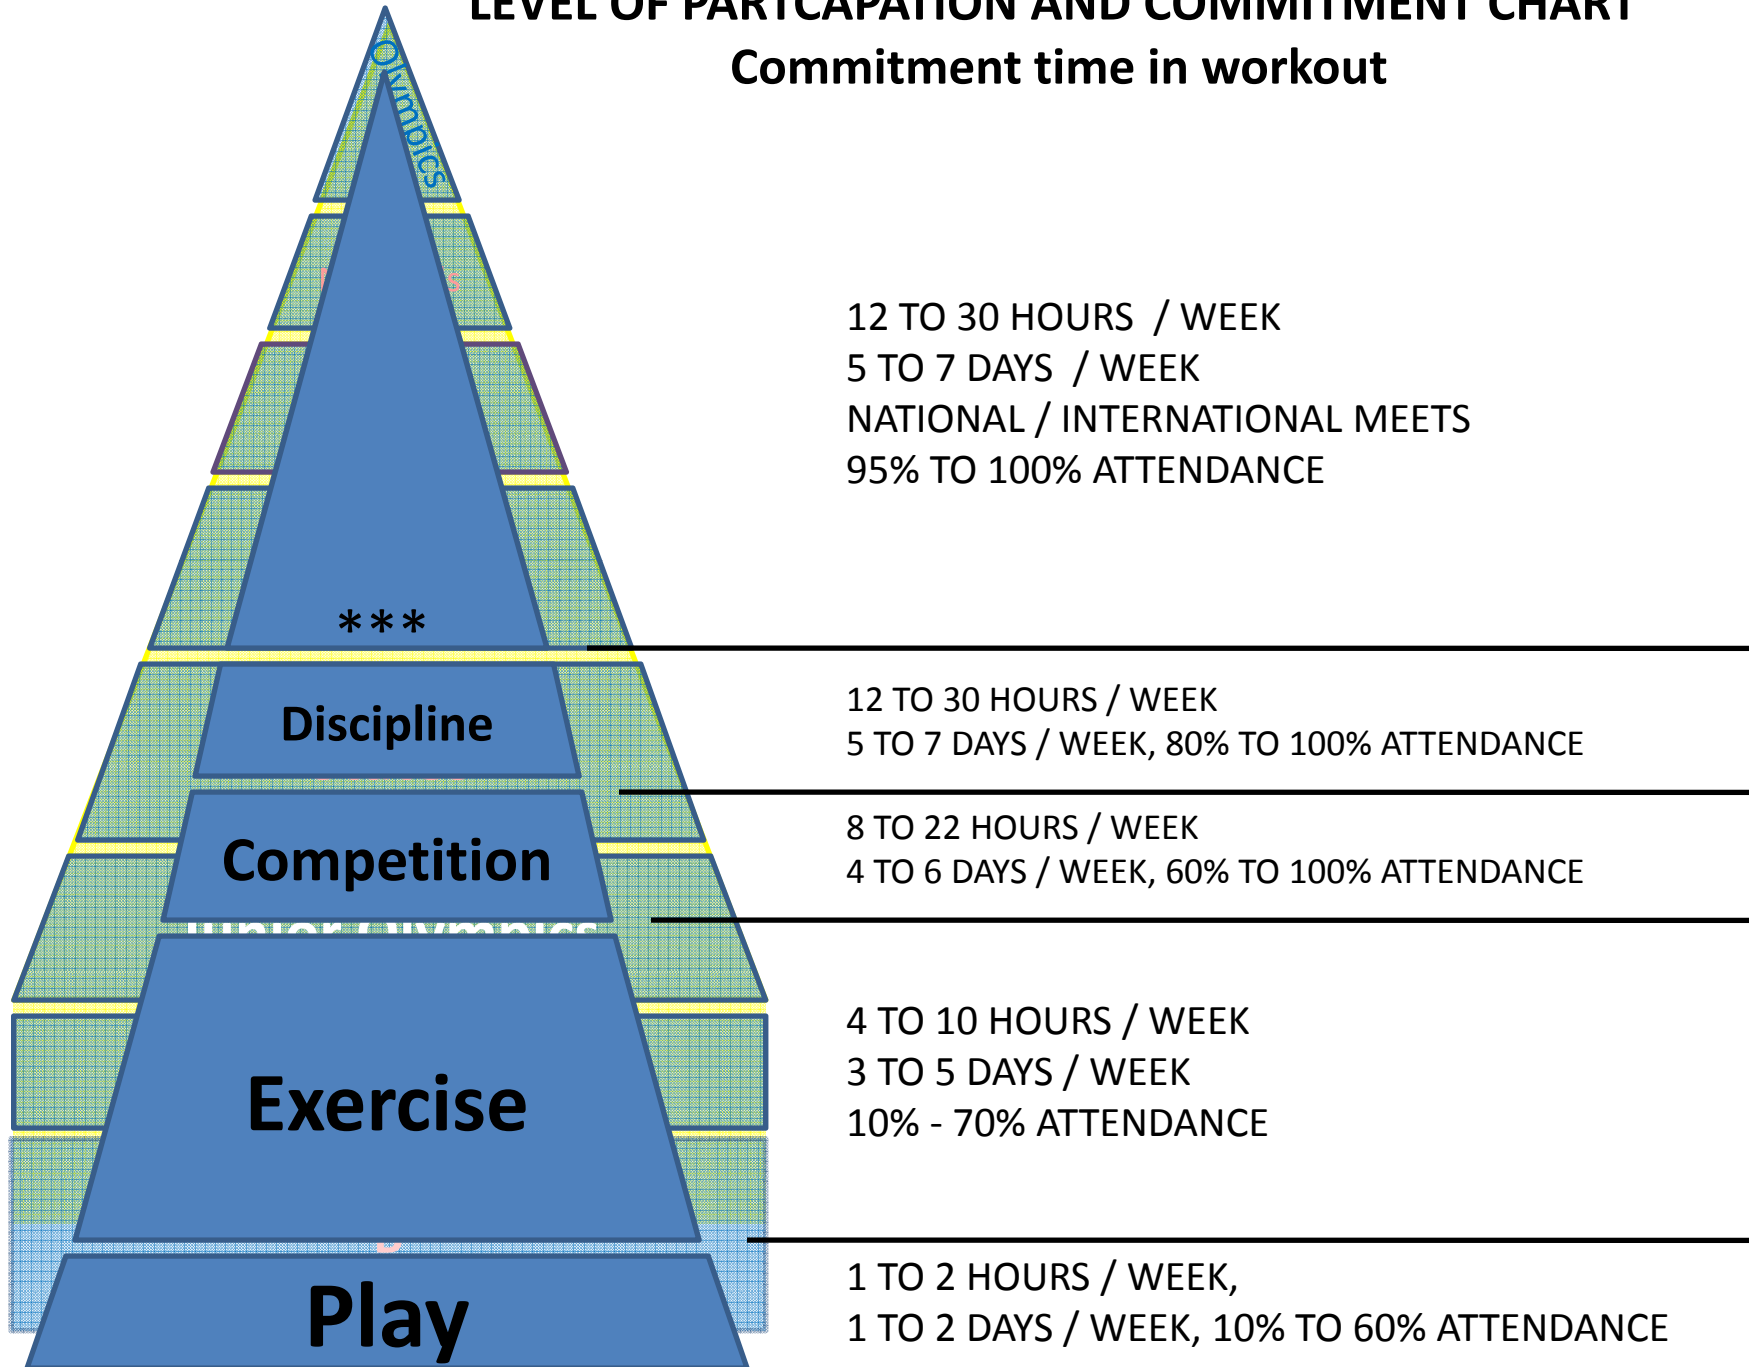 LEVEL OF PARTCAPATION AND COMMITMENT CHART
Commitment time in workout
Olympics
12 TO 30 HOURS / WEEK
5 TO 7 DAYS / WEEK
NATIONAL / INTERNATIONAL MEETS
95% TO 100% ATTENDANCE
***
Discipline
12 TO 30 HOURS / WEEK
5 TO 7 DAYS / WEEK, 80% TO 100% ATTENDANCE
Competition
8 TO 22 HOURS / WEEK
4 TO 6 DAYS / WEEK, 60% TO 100% ATTENDANCE
Junior Olympics
Exercise
4 TO 10 HOURS / WEEK
3 TO 5 DAYS / WEEK
10% - 70% ATTENDANCE
Play
1 TO 2 HOURS / WEEK,
1 TO 2 DAYS / WEEK, 10% TO 60% ATTENDANCE